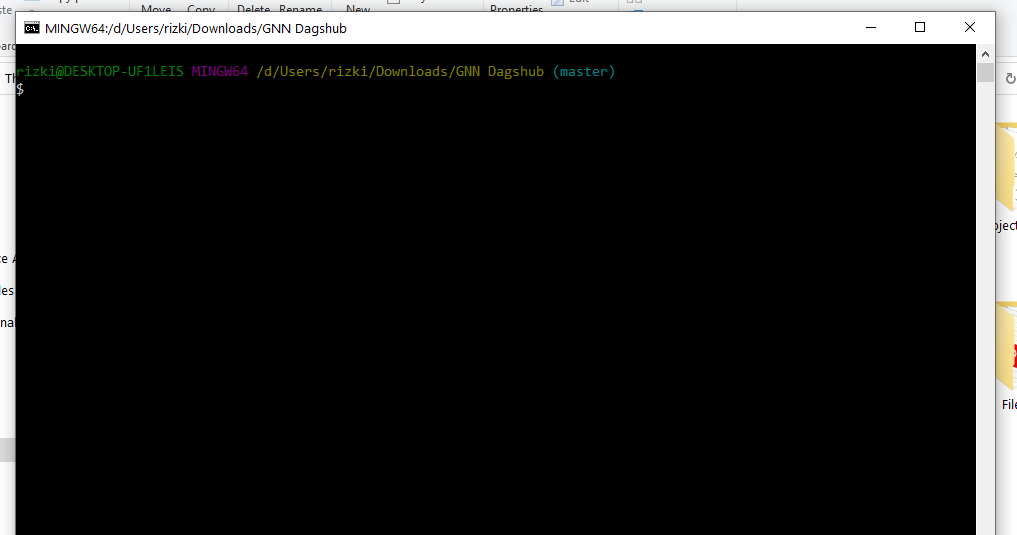 Move Copy Delete Rename New Properties Edit
MINGW64:/d/Users/rizki/Downloads/GNN Dagshub
rizki@DESKTOP-UF1LEIS MINGW64 /d/Users/rizki/Downloads/GNN Dagshub (master)
$